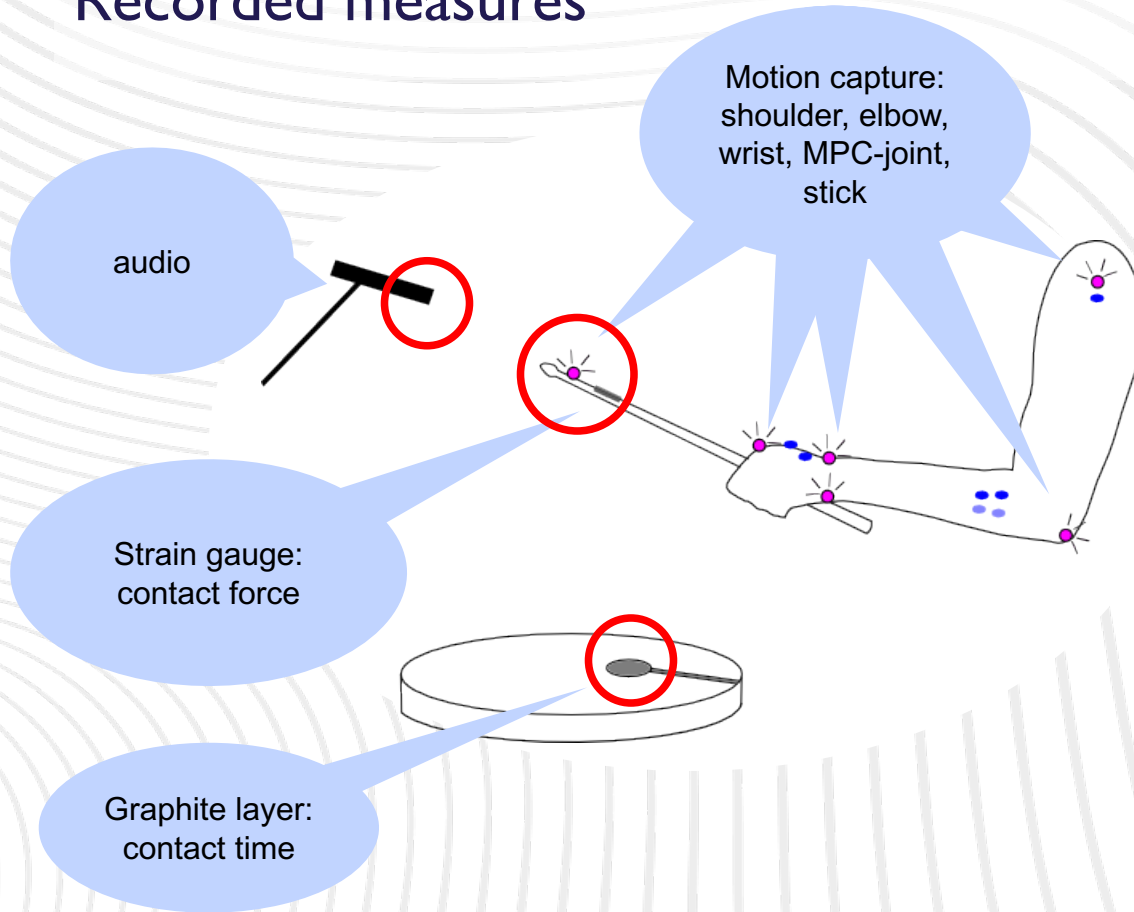 Recorded measures
Motion capture:
shoulder, elbow,
wrist, MPC-joint,
stick
audio
Strain gauge:
contact force
Graphite layer:
contact time